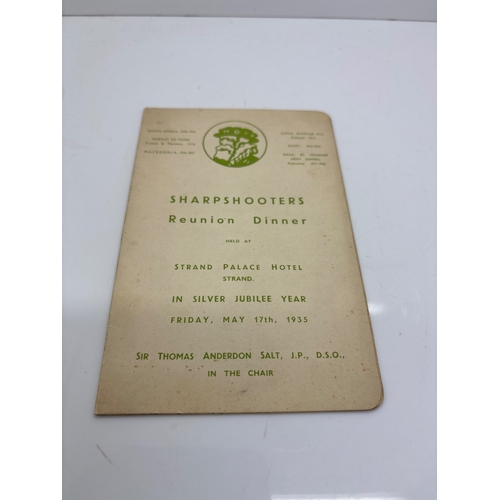 SHARPSHOOTERS
Reunion Dinner
HELD AT
STRAND PALACE HOTEL
STRAND.
IN SILVER JUBILEE YEAR
FRIDAY, MAY 17th, 1935
SIR THOMAS ANDERDON SALT, J.P., D.S.O.,
IN THE CHAIR